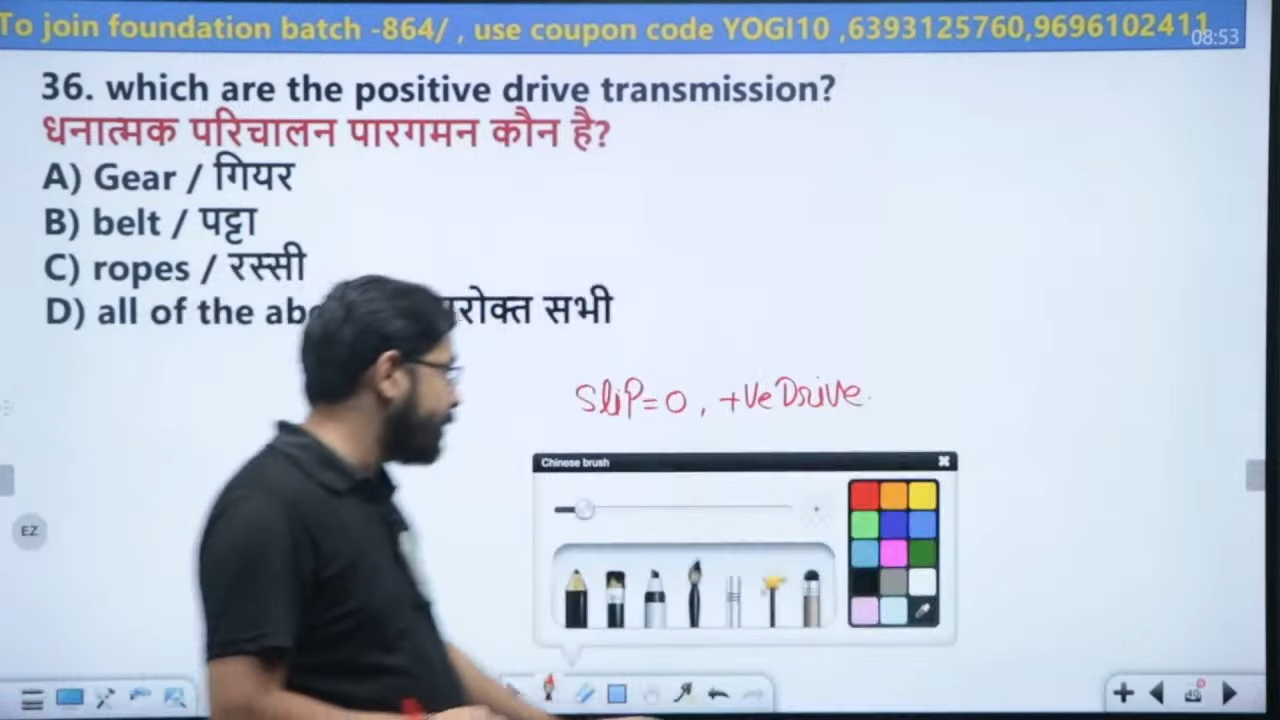 To join foundation batch -864/ , use coupon code YOGI10 ,6393125760,9696102411
08:53
36. which are the positive drive transmission?
धनात्मक परिचालन पारगमन कौन है?
A) Gear / गियर
B) belt / पट्टा
C) ropes / रस्सी
D) all of the सभी
Slip=0, +ve Drive.
Chinese brush
EZ